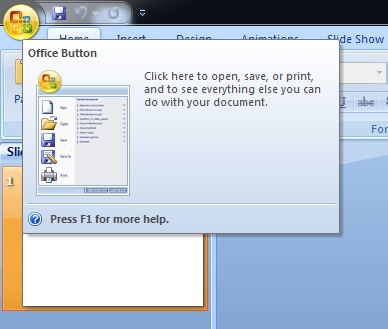 Home Insert Design Animations Slide Show
Office Button
Click here to open, save, or print,
and to see everything else you can
do with your document.
New
Open
Save
Save As
Print
Press F1 for more help.
Pa
U abc
For
Slid
1